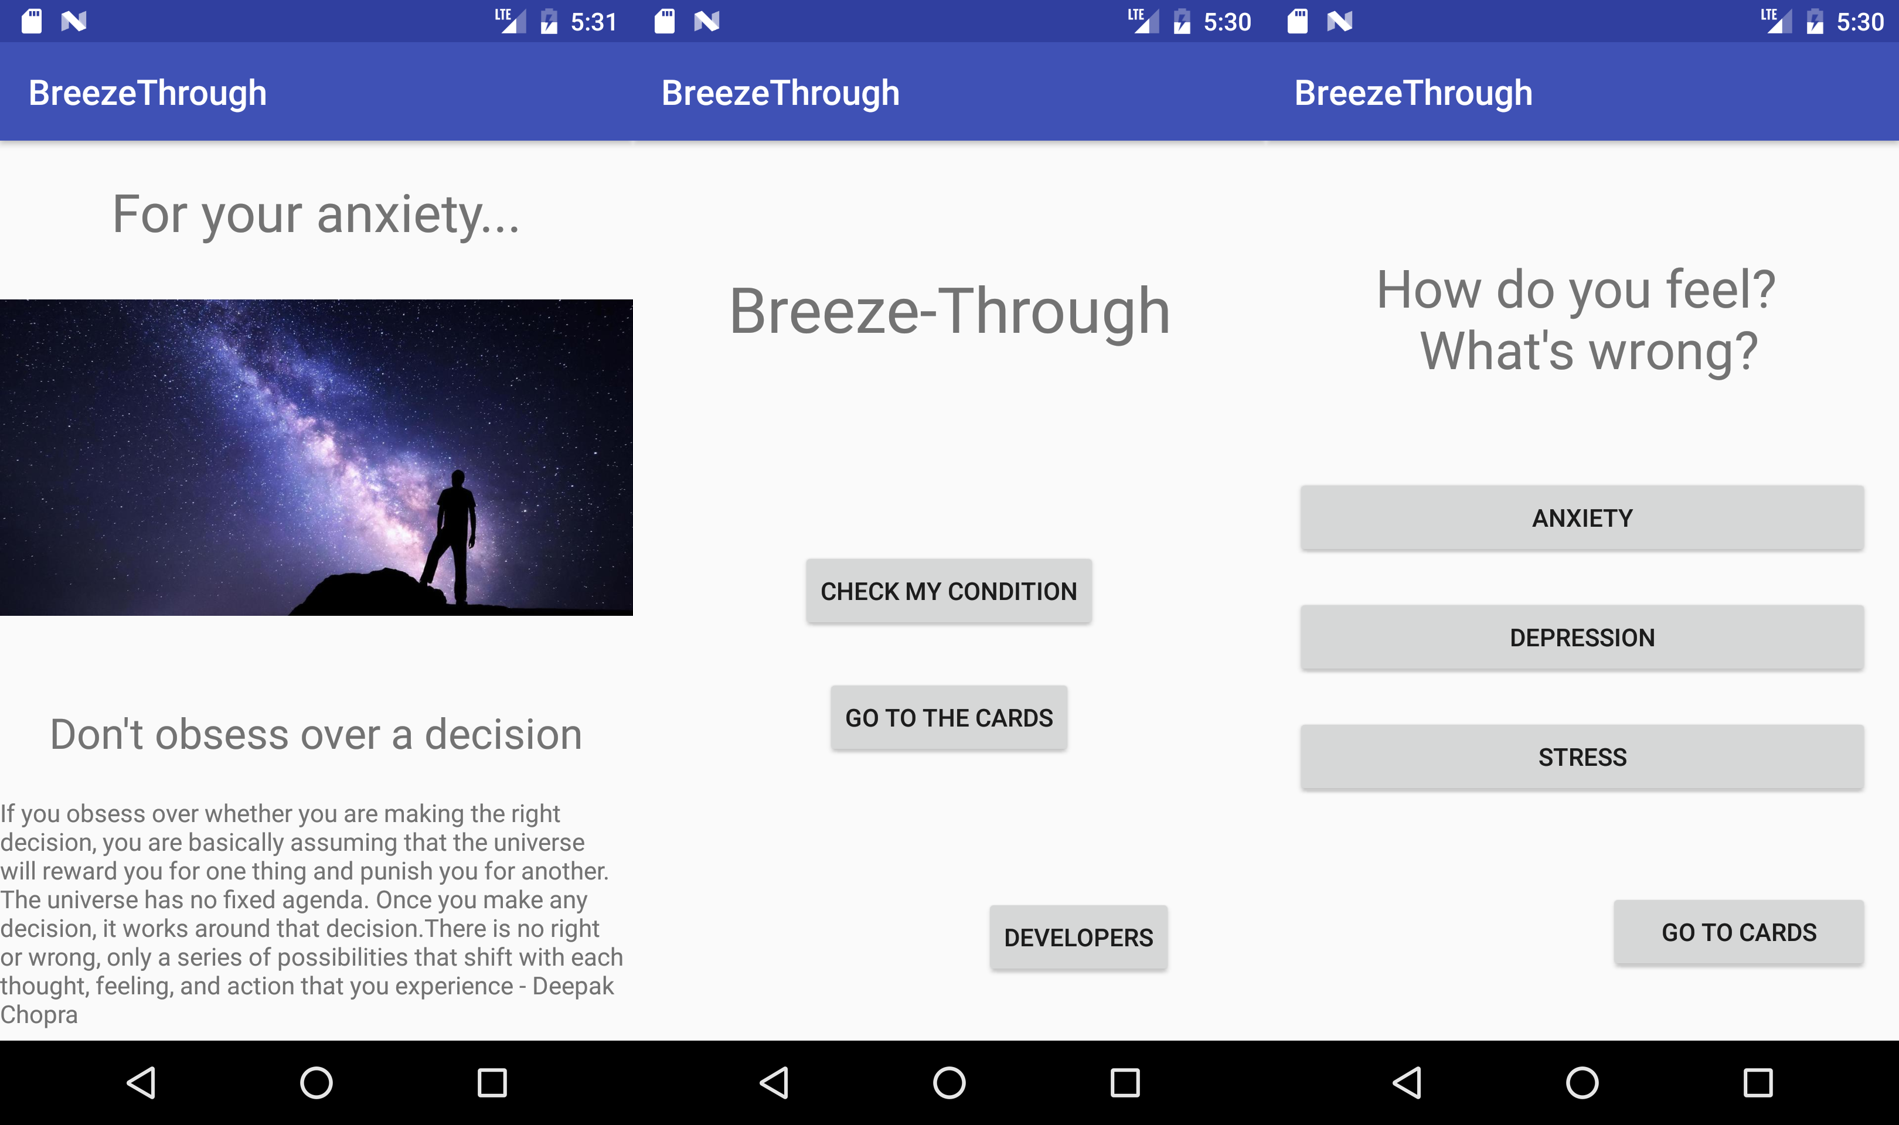 LTE 5:31
BreezeThrough
For your anxiety...
Don't obsess over a decision
If you obsess over whether you are making the right
decision, you are basically assuming that the universe
will reward you for one thing and punish you for another.
The universe has no fixed agenda. Once you make any
decision, it works around that decision.There is no right
or wrong, only a series of possibilities that shift with each
thought, feeling, and action that you experience - Deepak
Chopra
LTE 5:30
BreezeThrough
Breeze-Through
CHECK MY CONDITION
GO TO THE CARDS
DEVELOPERS
LTE 5:30
BreezeThrough
How do you feel?
What's wrong?
ANXIETY
DEPRESSION
STRESS
GO TO CARDS